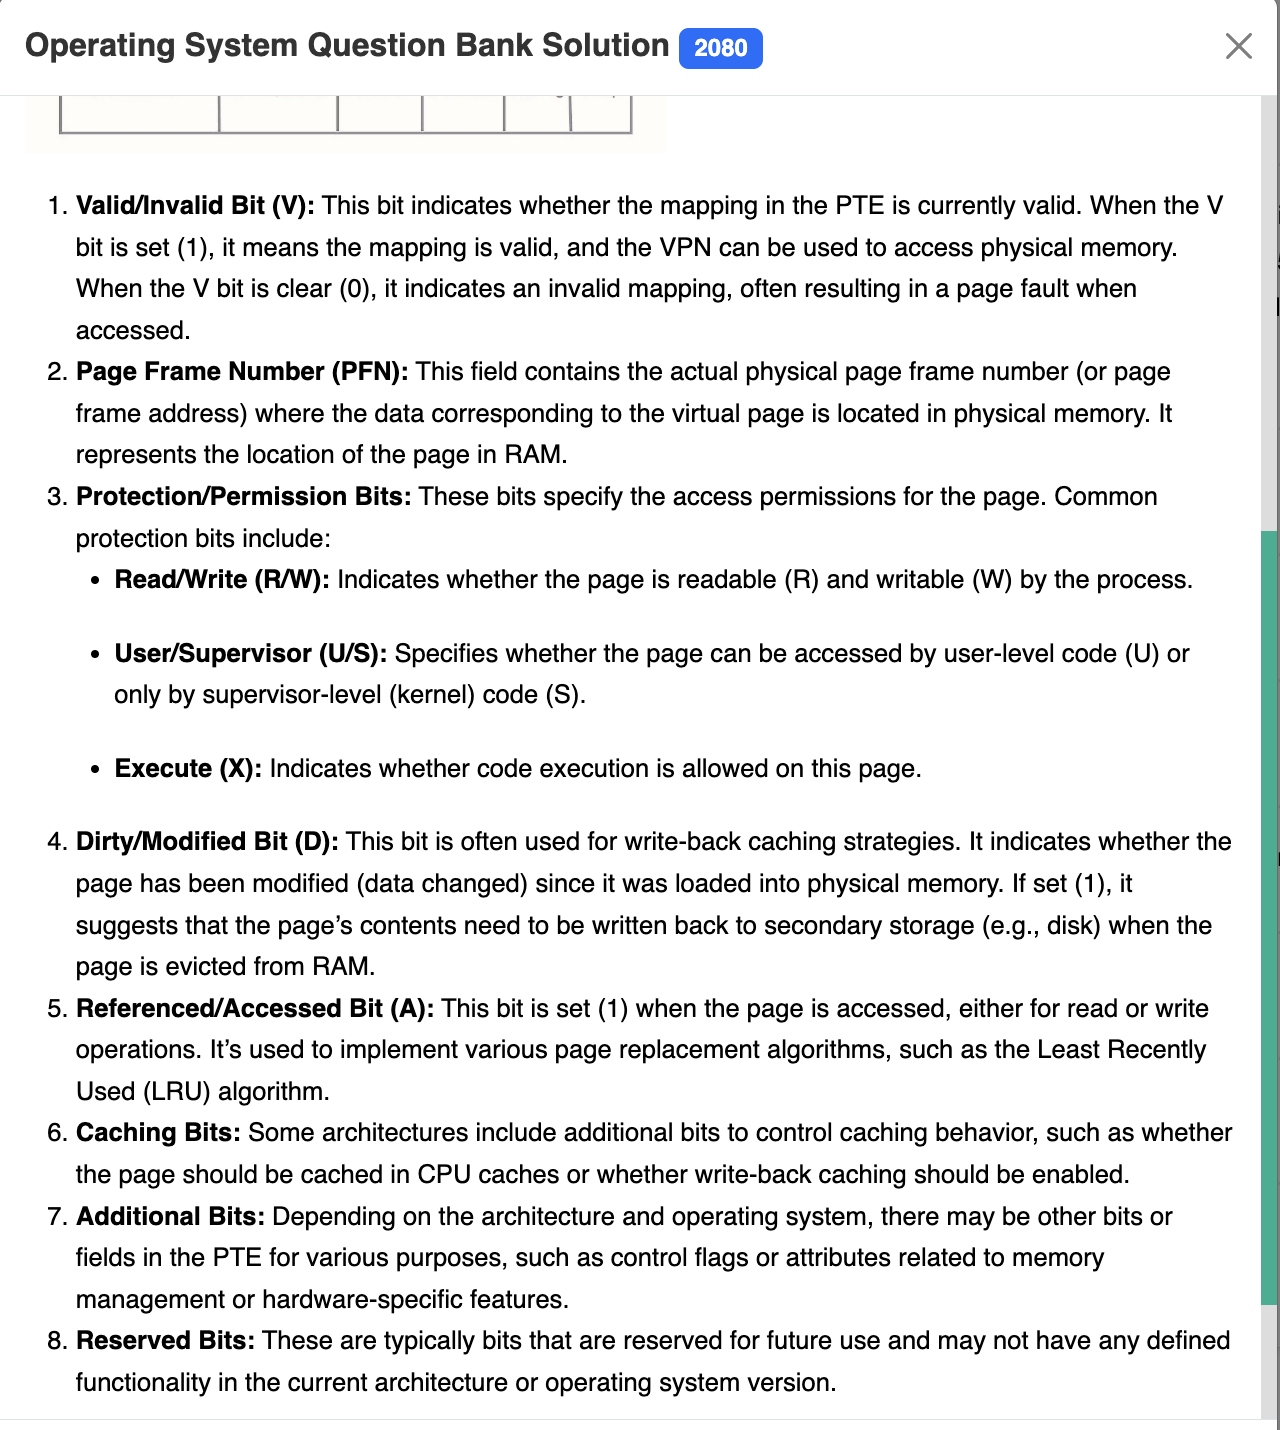 Operating System Question Bank Solution 2080
1. Valid/Invalid Bit (V): This bit indicates whether the mapping in the PTE is currently valid. When the V
bit is set (1), it means the mapping is valid, and the VPN can be used to access physical memory.
When the V bit is clear (0), it indicates an invalid mapping, often resulting in a page fault when
accessed.
2. Page Frame Number (PFN): This field contains the actual physical page frame number (or page
frame address) where the data corresponding to the virtual page is located in physical memory. It
represents the location of the page in RAM.
3. Protection/Permission Bits: These bits specify the access permissions for the page. Common
protection bits include:
• Read/Write (R/W): Indicates whether the page is readable (R) and writable (W) by the process.
• User/Supervisor (U/S): Specifies whether the page can be accessed by user-level code (U) or
only by supervisor-level (kernel) code (S).
• Execute (X): Indicates whether code execution is allowed on this page.
4. Dirty/Modified Bit (D): This bit is often used for write-back caching strategies. It indicates whether the
page has been modified (data changed) since it was loaded into physical memory. If set (1), it
suggests that the page’s contents need to be written back to secondary storage (e.g., disk) when the
page is evicted from RAM.
5. Referenced/Accessed Bit (A): This bit is set (1) when the page is accessed, either for read or write
operations. It’s used to implement various page replacement algorithms, such as the Least Recently
Used (LRU) algorithm.
6. Caching Bits: Some architectures include additional bits to control caching behavior, such as whether
the page should be cached in CPU caches or whether write-back caching should be enabled.
7. Additional Bits: Depending on the architecture and operating system, there may be other bits or
fields in the PTE for various purposes, such as control flags or attributes related to memory
management or hardware-specific features.
8. Reserved Bits: These are typically bits that are reserved for future use and may not have any defined
functionality in the current architecture or operating system version.